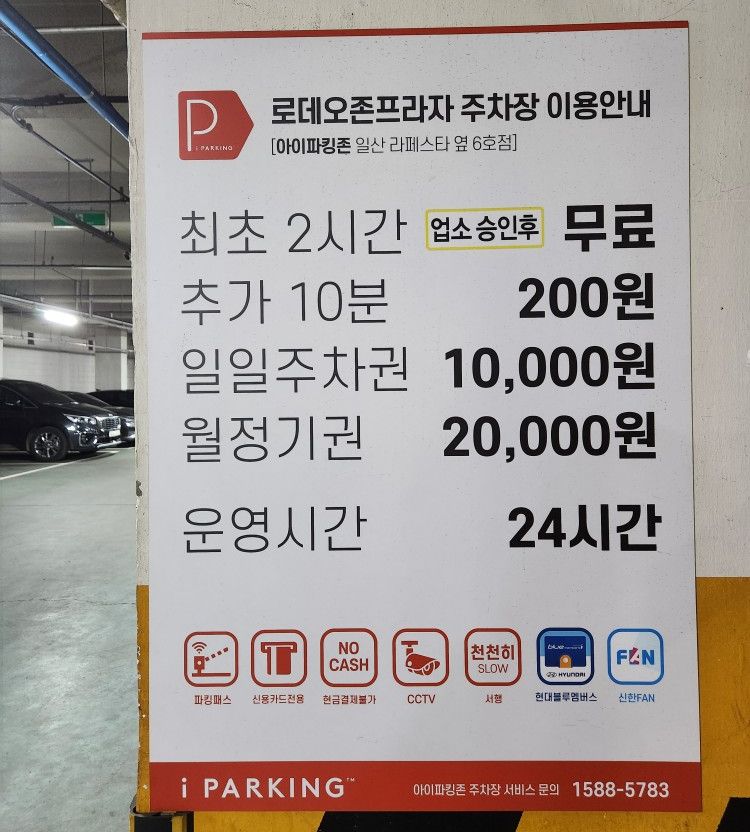 P
i PARKING
로데오존프라자 주차장 이용안내
[아이파킹존 일산 라페스타 옆 6호점]
최초 2시간 업소 승인후 무료
추가 10분 200원
일일주차권 10,000원
월정기권 20,000원
운영시간 24시간
NO CASH
천천히 SLOW
blue HYUNDAI
FAN
파킹패스 신용카드전용 현금결제불가 CCTV 서행 현대블루멤버스 신한FAN
i PARKING™ 아이파킹존 주차장 서비스 문의 1588-5783